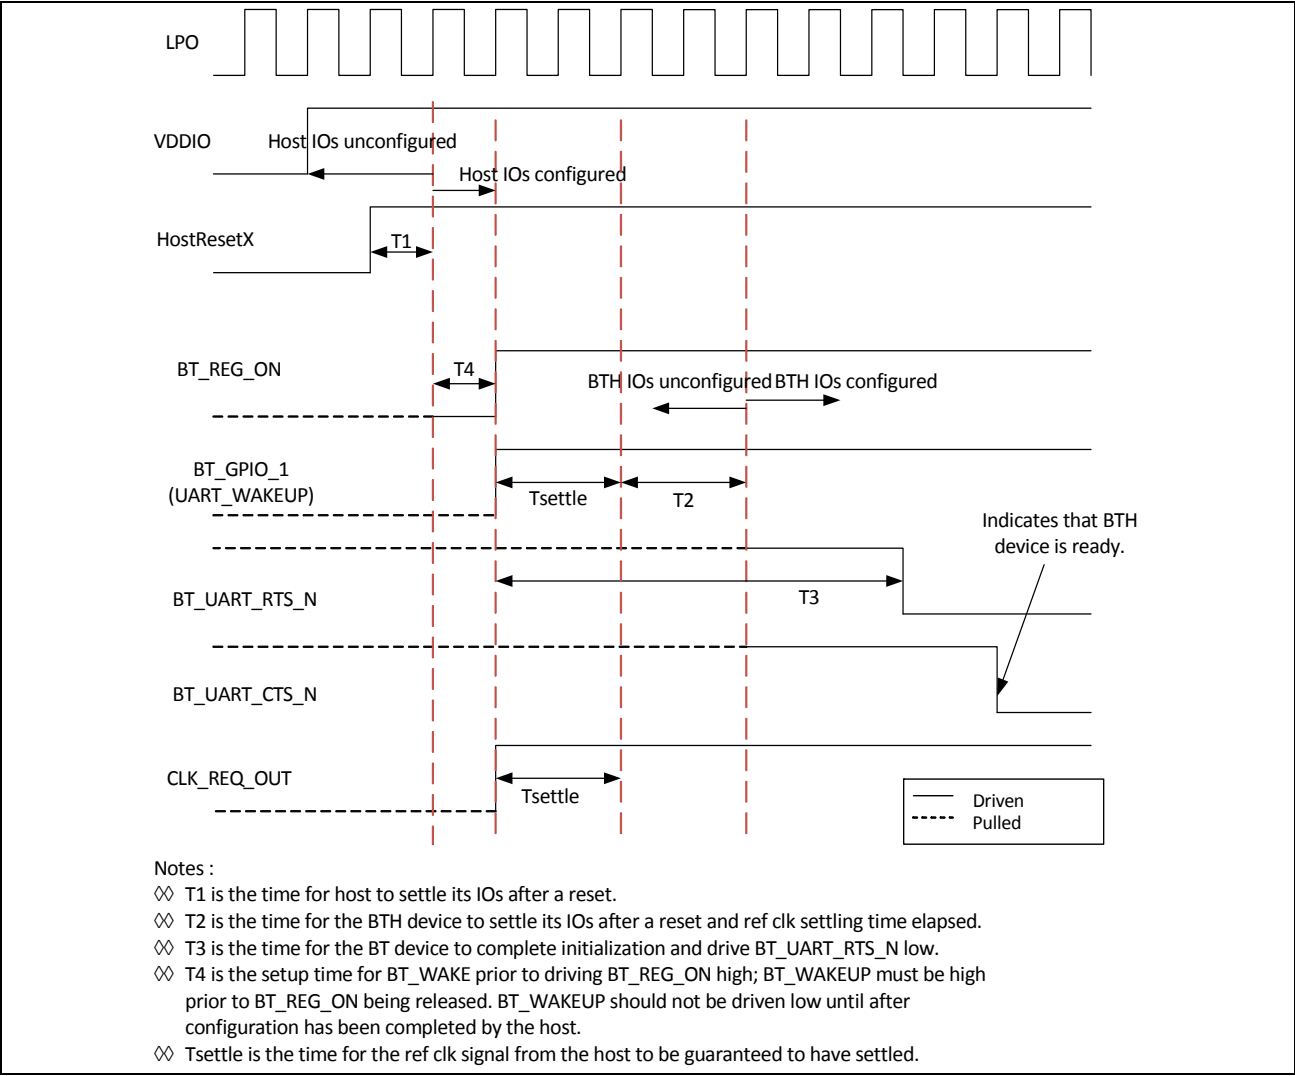 LPO
VDDIO
Host IOs unconfigured
Host IOs configured
HostResetX
T1
BT_REG_ON
T4
BTH IOs unconfigured BTH IOs configured
BT_GPIO_1
(UART_WAKEUP)
Tsettle
T2
Indicates that BTH
device is ready.
BT_UART_RTS_N
T3
BT_UART_CTS_N
CLK_REQ_OUT
Tsettle
Driven
Pulled
Notes :
◊◊ T1 is the time for host to settle its IOs after a reset.
◊◊ T2 is the time for the BTH device to settle its IOs after a reset and ref clk settling time elapsed.
◊◊ T3 is the time for the BT device to complete initialization and drive BT_UART_RTS_N low.
◊◊ T4 is the setup time for BT_WAKE prior to driving BT_REG_ON high; BT_WAKEUP must be high
prior to BT_REG_ON being released. BT_WAKEUP should not be driven low until after
configuration has been completed by the host.
◊◊ Tsettle is the time for the ref clk signal from the host to be guaranteed to have settled.